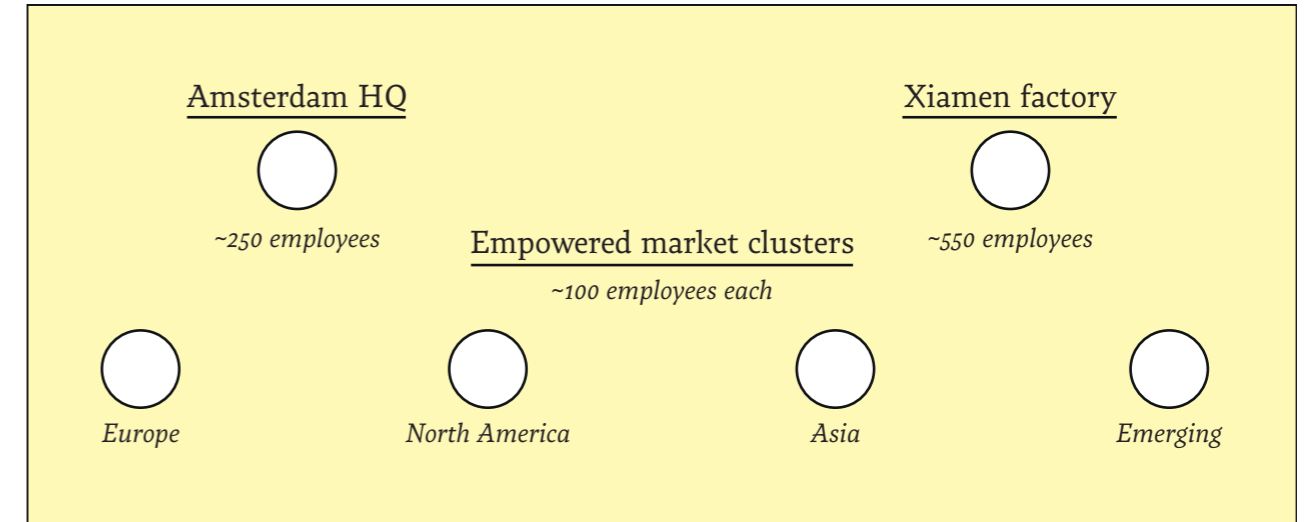 Amsterdam HQ
Xiamen factory
~250 employees
Empowered market clusters
~550 employees
~100 employees each
Europe
North America
Asia
Emerging